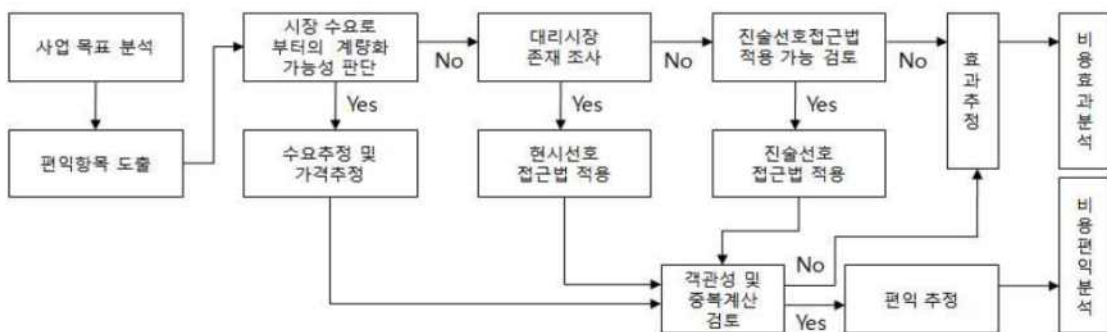 사업 목표 분석
편익항목 도출
시장 수요로
부터의 계량화
가능성 판단
No
Yes
수요추정 및
가격추정
대리시장
존재 조사
No
Yes
현시선호
접근법 적용
진술선호접근법
적용 가능 검토
No
Yes
진술선호
접근법 적용
효과추정
비용효과분석
객관성 및
중복계산
검토
No
Yes
편익 추정
비용편익분석